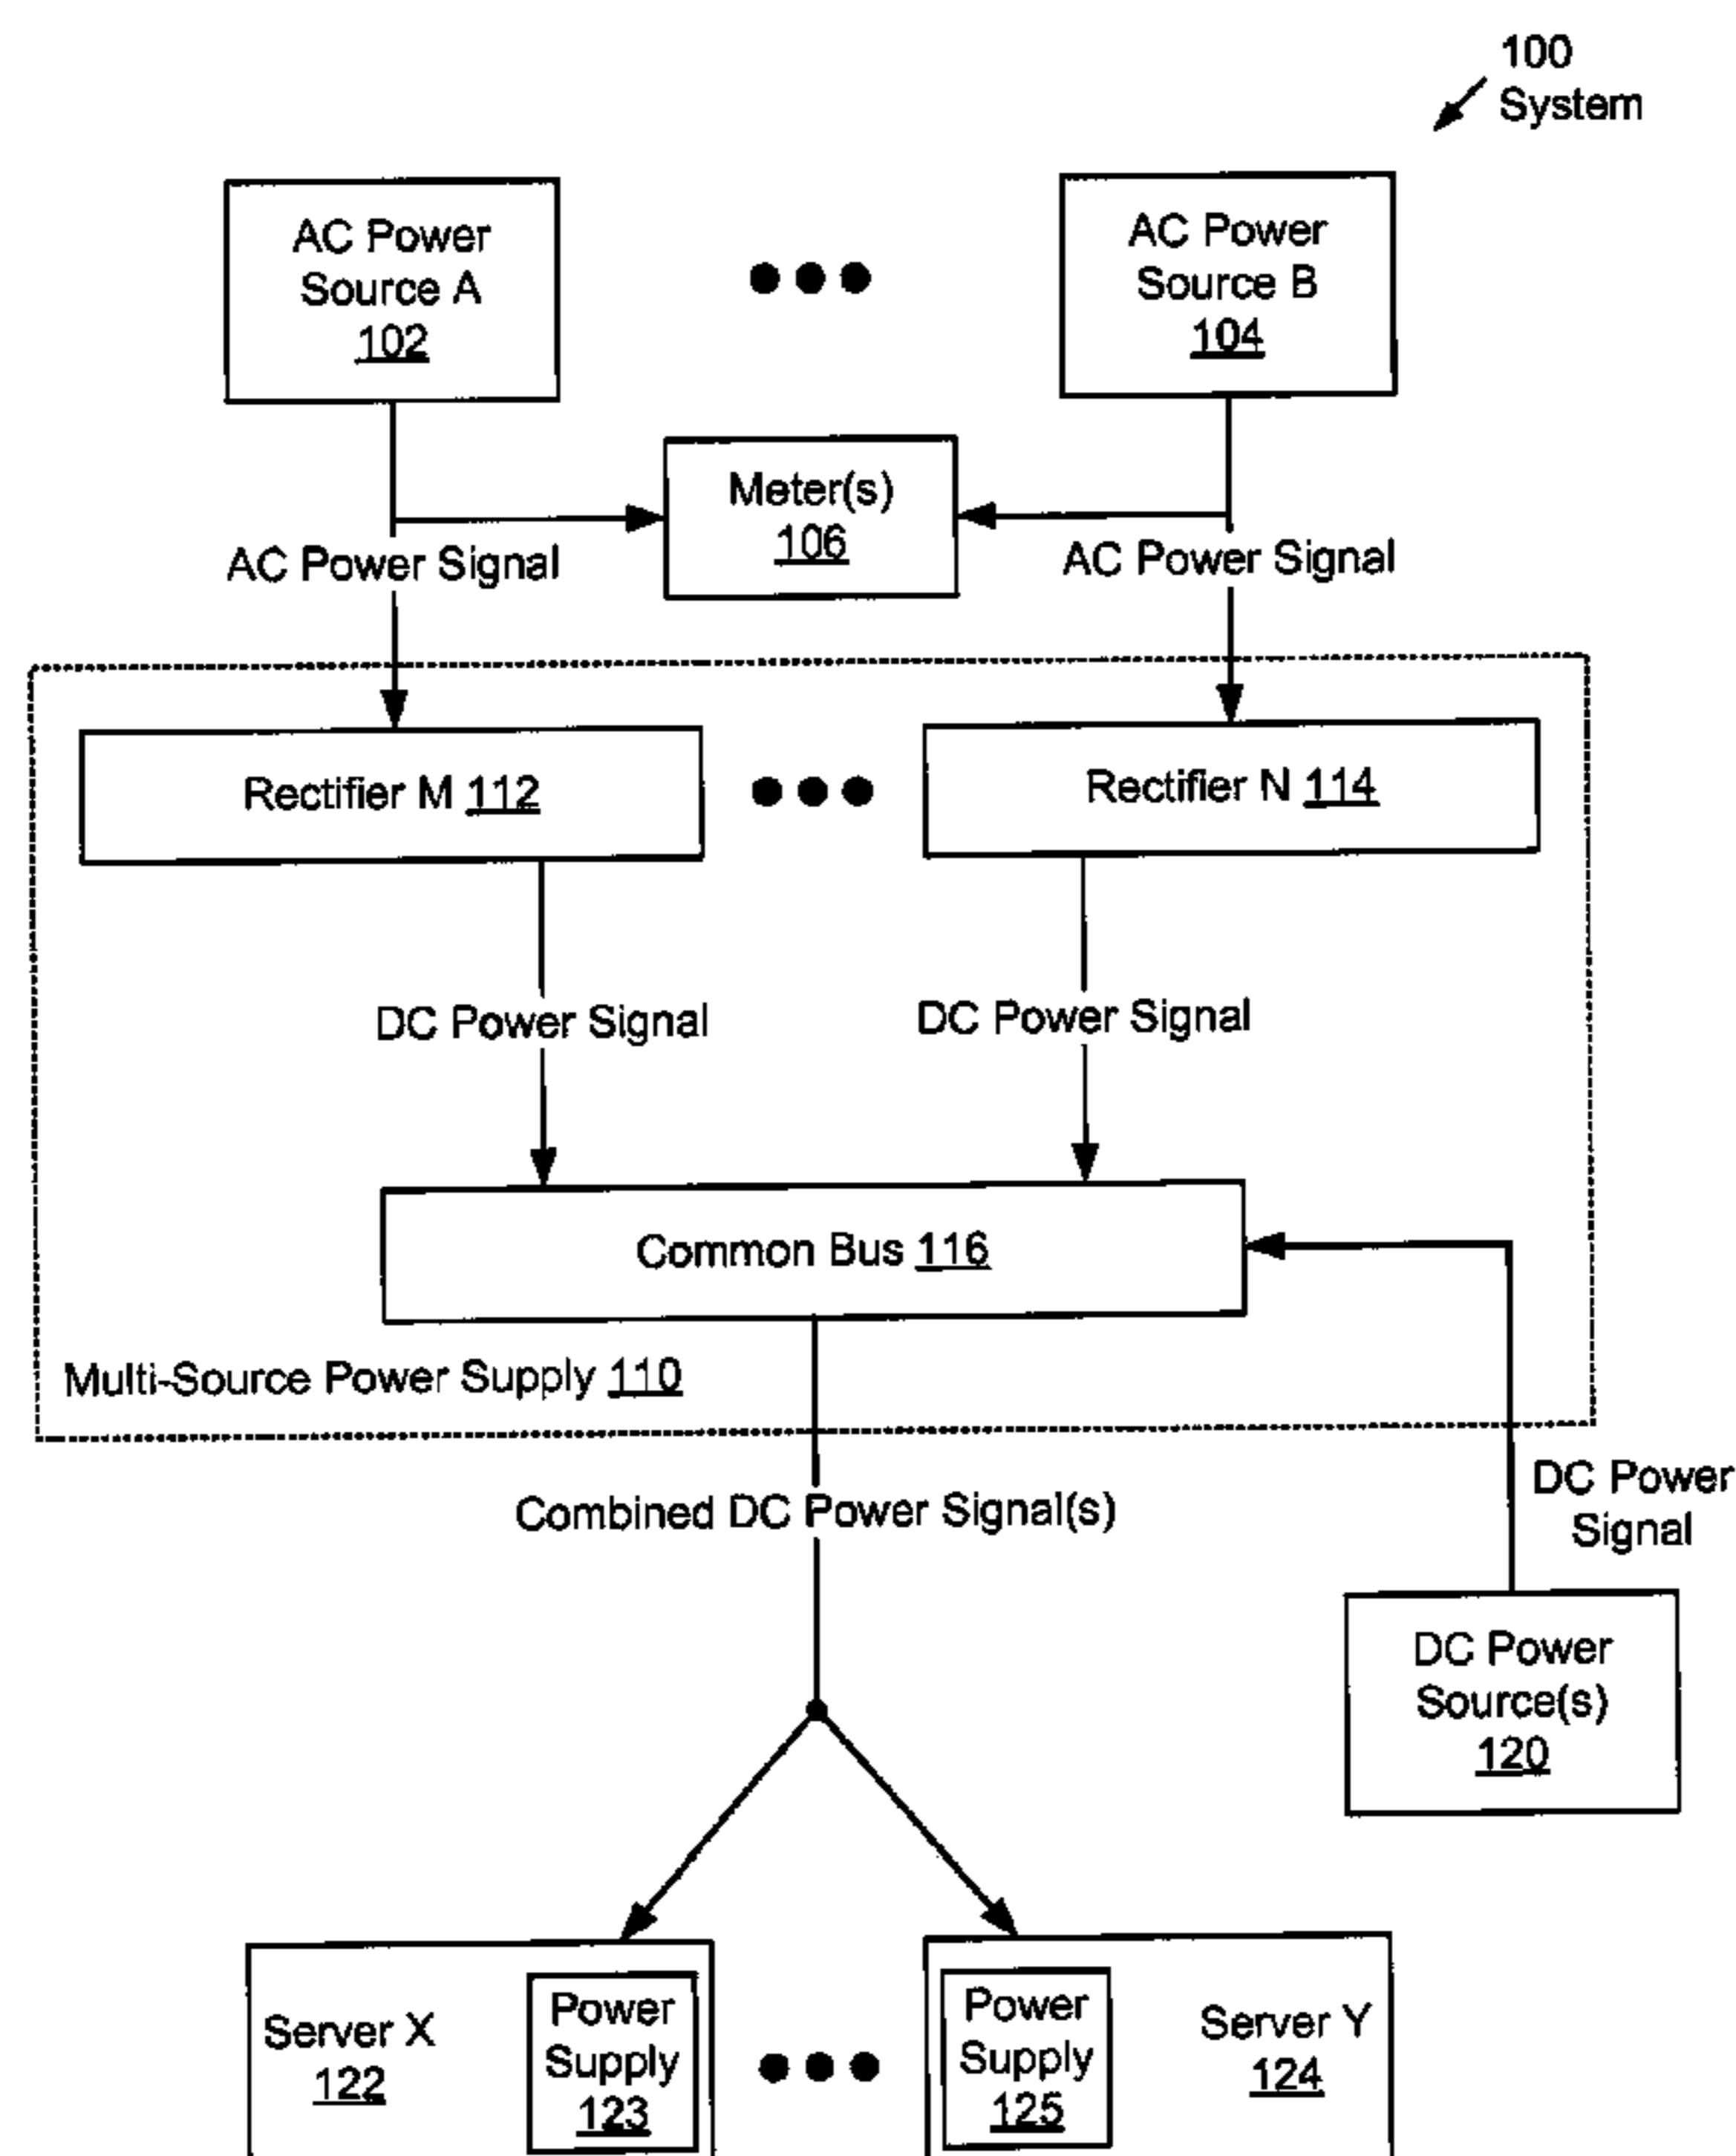 100
System
AC Power
Source A
102
AC Power
Source B
104
Meter(s)
106
AC Power Signal
AC Power Signal
Rectifier M 112
Rectifier N 114
DC Power Signal
DC Power Signal
Common Bus 116
Multi-Source Power Supply 110
Combined DC Power Signal(s)
DC Power
Signal
DC Power
Source(s)
120
Server X
122
Power
Supply
123
Power
Supply
125
Server Y
124